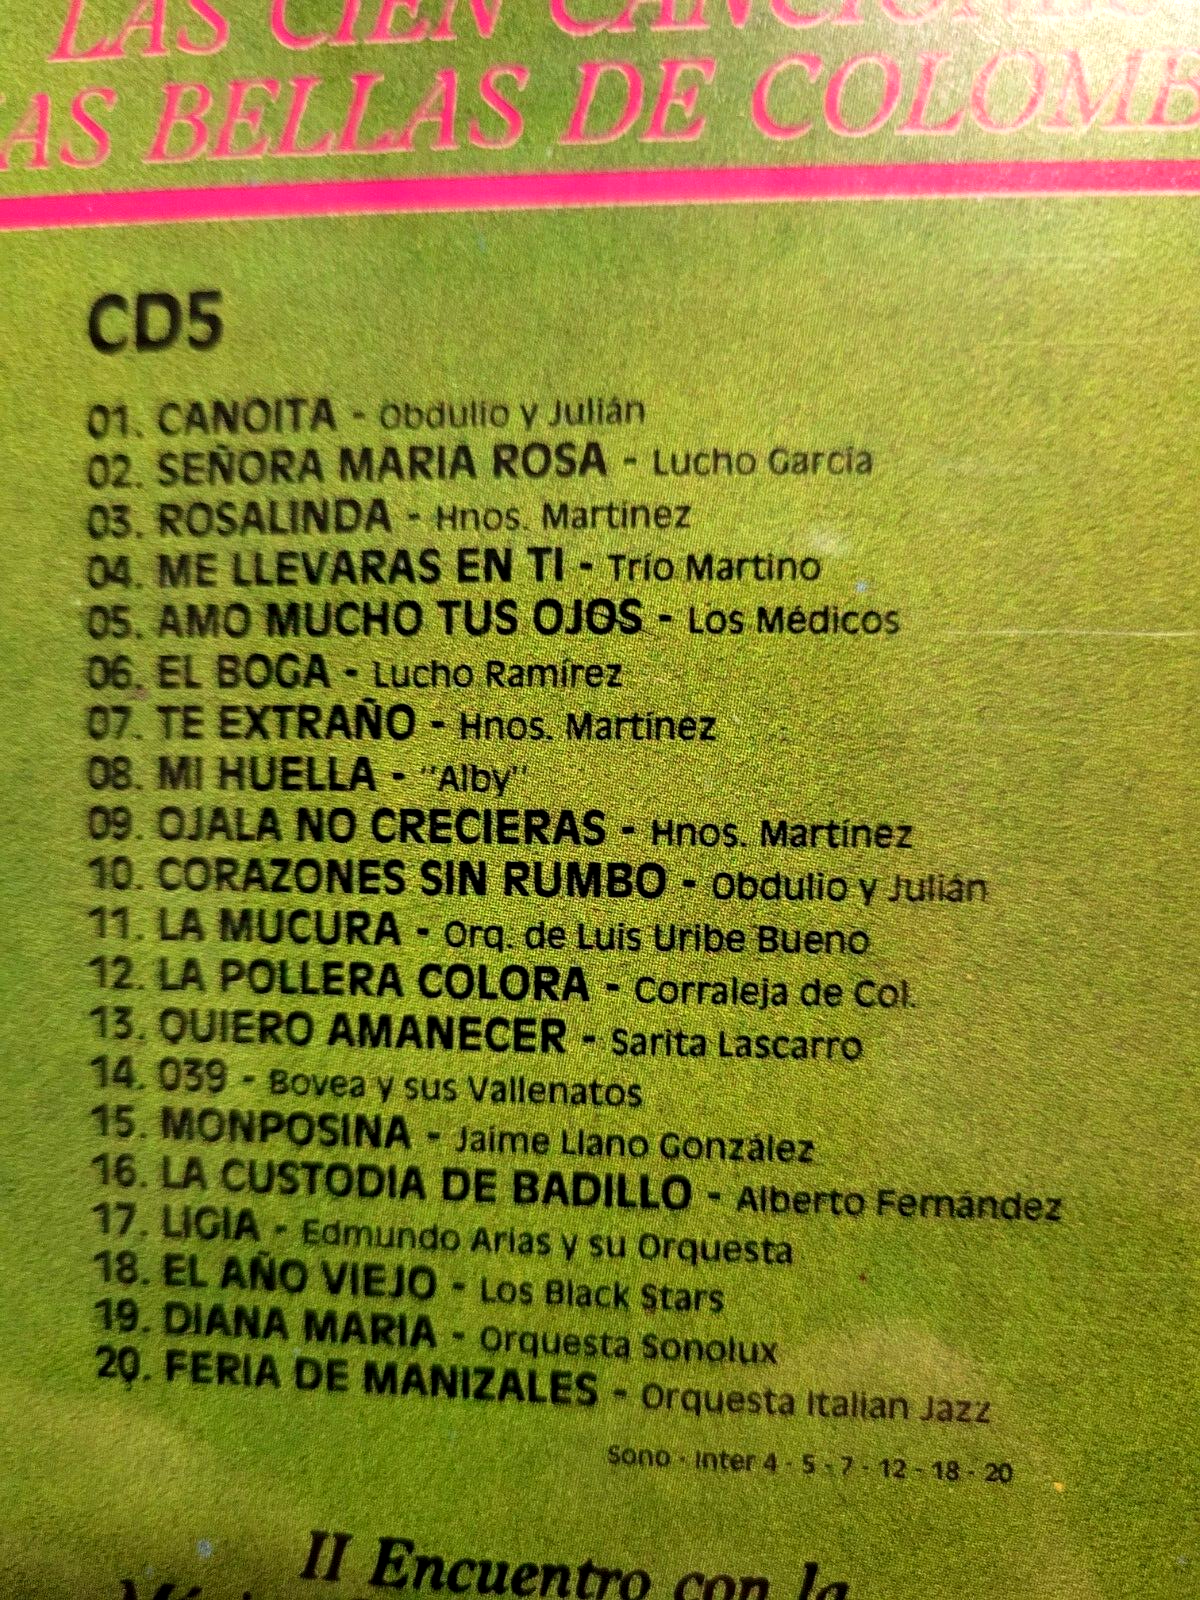 LAS CIEN CANCIONES
AS BELLAS DE COLOMB
CD5
01. CANOITA - Obdulio y Julián
02. SEÑORA MARIA ROSA - Lucho García
03. ROSALINDA - Hnos. Martínez
04. ME LLEVARAS EN TI - Trío Martino
05. AMO MUCHO TUS OJOS - Los Médicos
06. EL BOGA - Lucho Ramírez
07. TE EXTRAÑO - Hnos. Martínez
08. MI HUELLA - "Alby"
09. OJALA NO CRECIERAS - Hnos. Martínez
10. CORAZONES SIN RUMBO - Obdulio y Julián
11. LA MUCURA - Orq. de Luis Uribe Bueno
12. LA POLLERA COLORA - Corraleja de Col.
13. QUIERO AMANECER - Sarita Lascarro
14. 039 - Bovea y sus Vallenatos
15. MONPOSINA - Jaime Llano González
16. LA CUSTODIA DE BADILLO - Alberto Fernández
17. LIGIA - Edmundo Arias y su Orquesta
18. EL AÑO VIEJO - Los Black Stars
19. DIANA MARIA - Orquesta Sonolux
20. FERIA DE MANIZALES - Orquesta Italian Jazz
Sono - Inter 4 - 5 - 7 - 12 - 18 - 20
II Encuentro con la